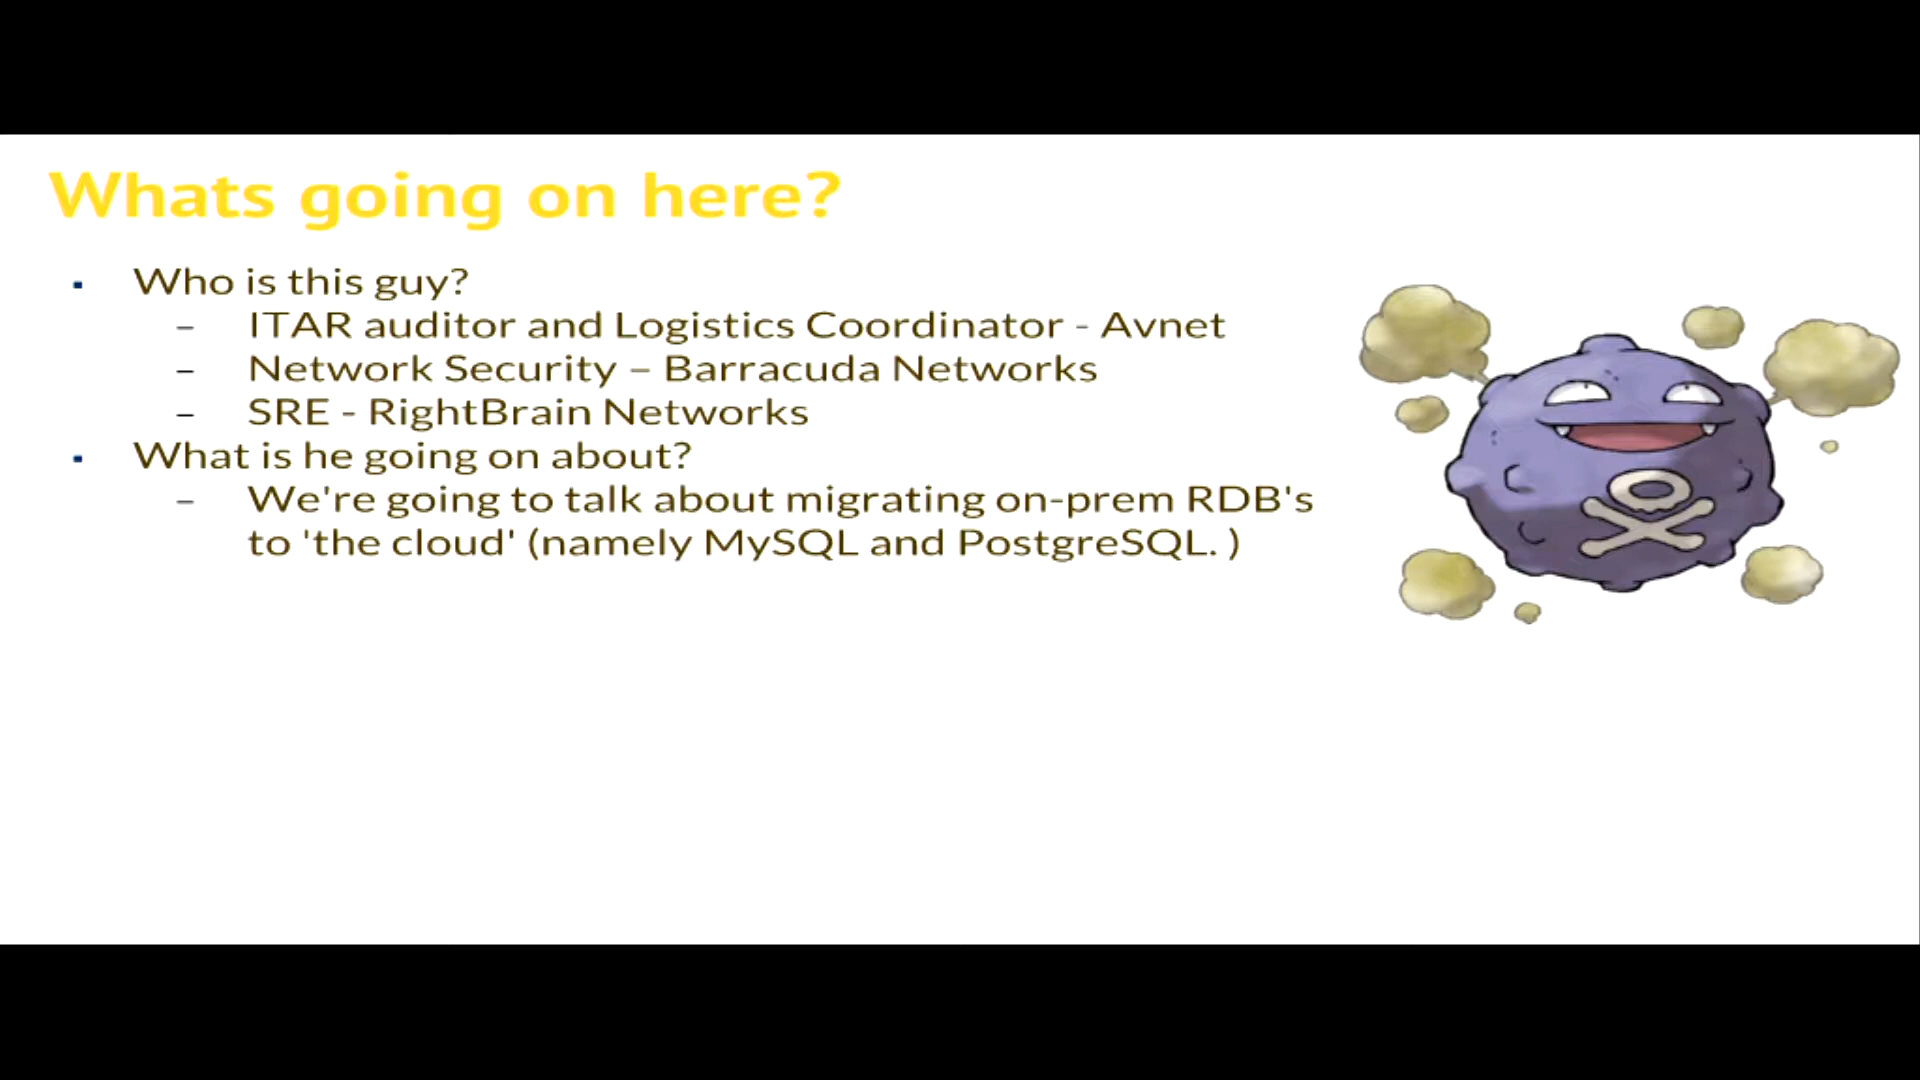 Whats going on here?
▪ Who is this guy?
– ITAR auditor and Logistics Coordinator - Avnet
– Network Security – Barracuda Networks
– SRE - RightBrain Networks
▪ What is he going on about?
– We're going to talk about migrating on-prem RDB's
to 'the cloud' (namely MySQL and PostgreSQL. )